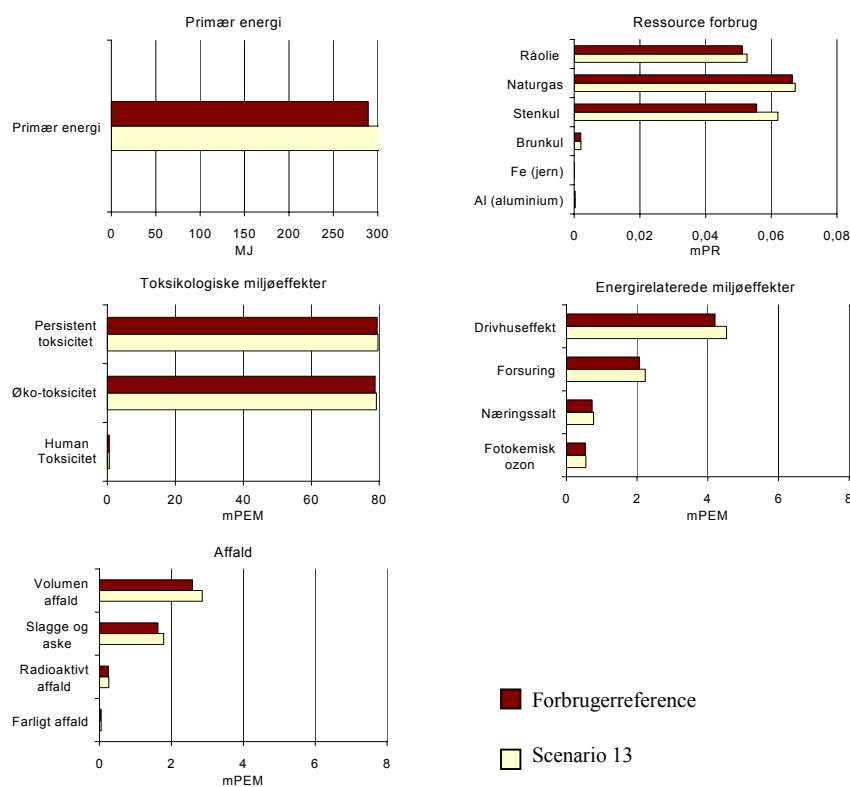 Primær energi
Primær energi
0 50 100 150 200 250 300
MJ
Ressource forbrug
Råolie
Naturgas
Stenkul
Brunkul
Fe (jern)
Al (aluminium)
0 0,02 0,04 0,06 0,08
mPR
Toksikologiske miljøeffekter
Persistent
toksicitet
Øko-toksicitet
Human
Toksicitet
0 20 40 60 80
mPEM
Energirelaterede miljøeffekter
Drivhuseffekt
Forsuring
Næringssalt
Fotokemisk
ozon
0 2 4 6 8
mPEM
Affald
Volumen
affald
Slagge og
aske
Radioaktivt
affald
Farligt affald
0 2 4 6 8
mPEM
Forbrugerreference
Scenario 13